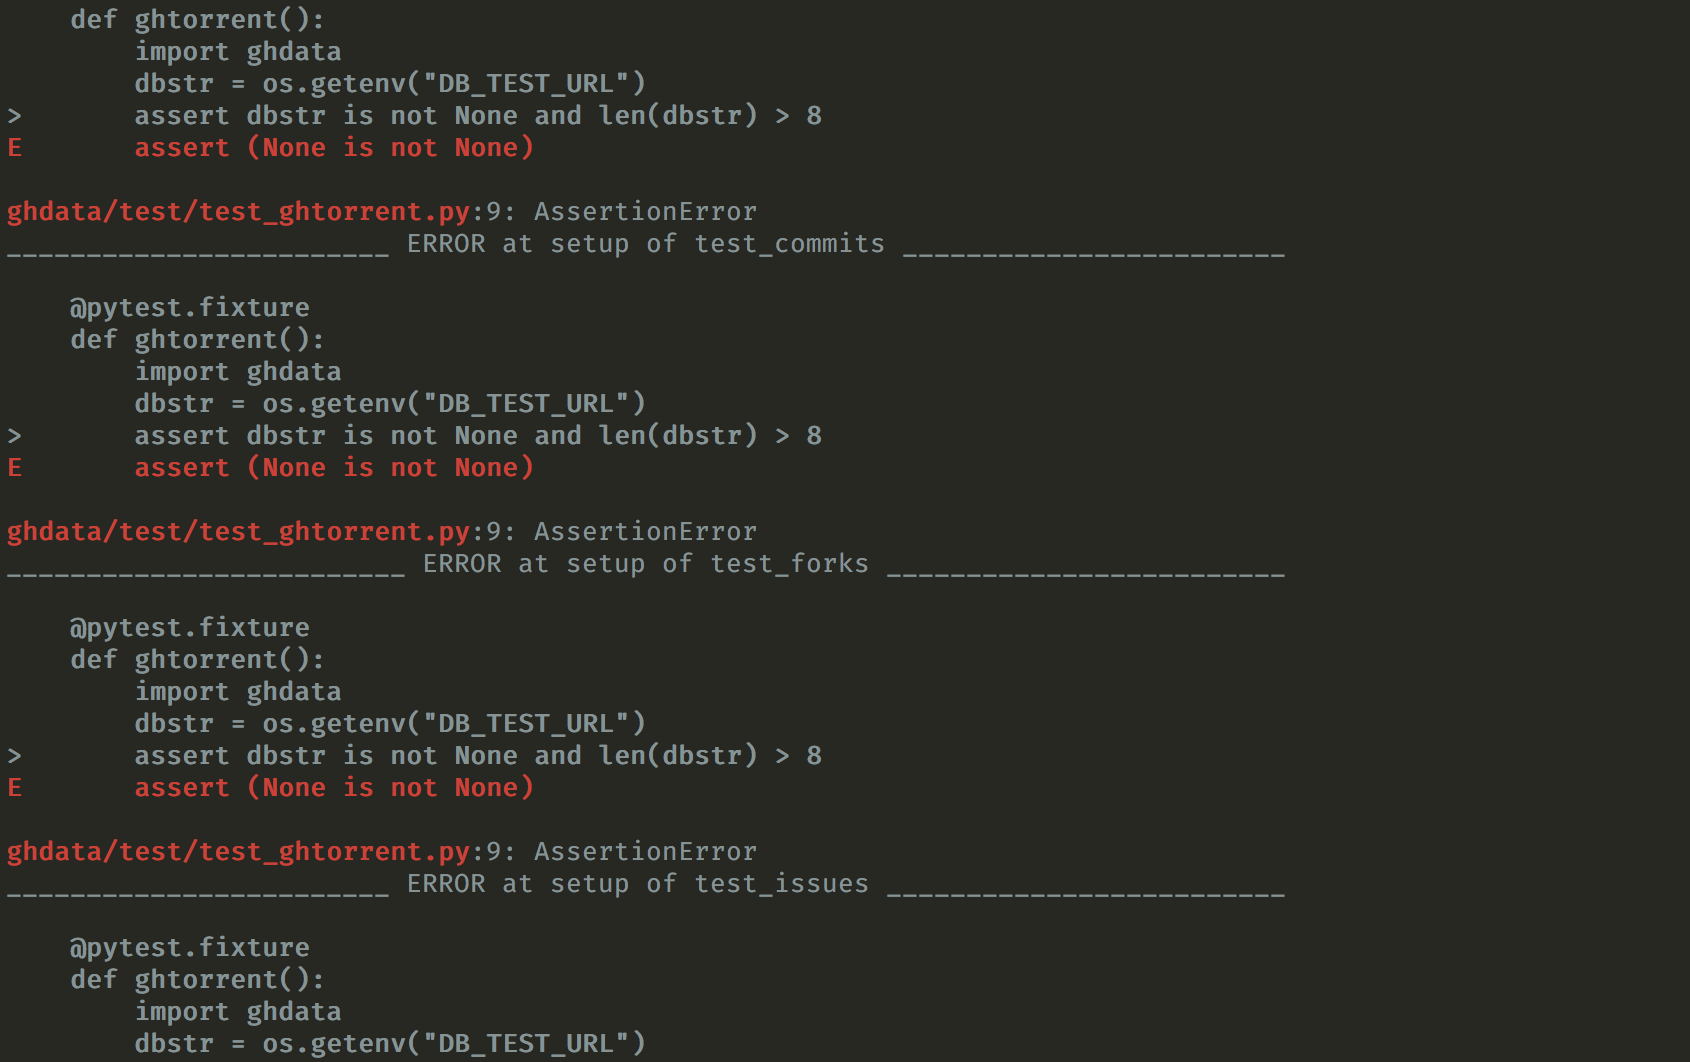 def ghtorrent():
        import ghdata
        dbstr = os.getenv("DB_TEST_URL")
>       assert dbstr is not None and len(dbstr) > 8
E       assert (None is not None)

ghdata/test/test_ghtorrent.py:9: AssertionError
________________________ ERROR at setup of test_commits ________________________

    @pytest.fixture
    def ghtorrent():
        import ghdata
        dbstr = os.getenv("DB_TEST_URL")
>       assert dbstr is not None and len(dbstr) > 8
E       assert (None is not None)

ghdata/test/test_ghtorrent.py:9: AssertionError
_________________________ ERROR at setup of test_forks _________________________

    @pytest.fixture
    def ghtorrent():
        import ghdata
        dbstr = os.getenv("DB_TEST_URL")
>       assert dbstr is not None and len(dbstr) > 8
E       assert (None is not None)

ghdata/test/test_ghtorrent.py:9: AssertionError
________________________ ERROR at setup of test_issues _________________________

    @pytest.fixture
    def ghtorrent():
        import ghdata
        dbstr = os.getenv("DB_TEST_URL")